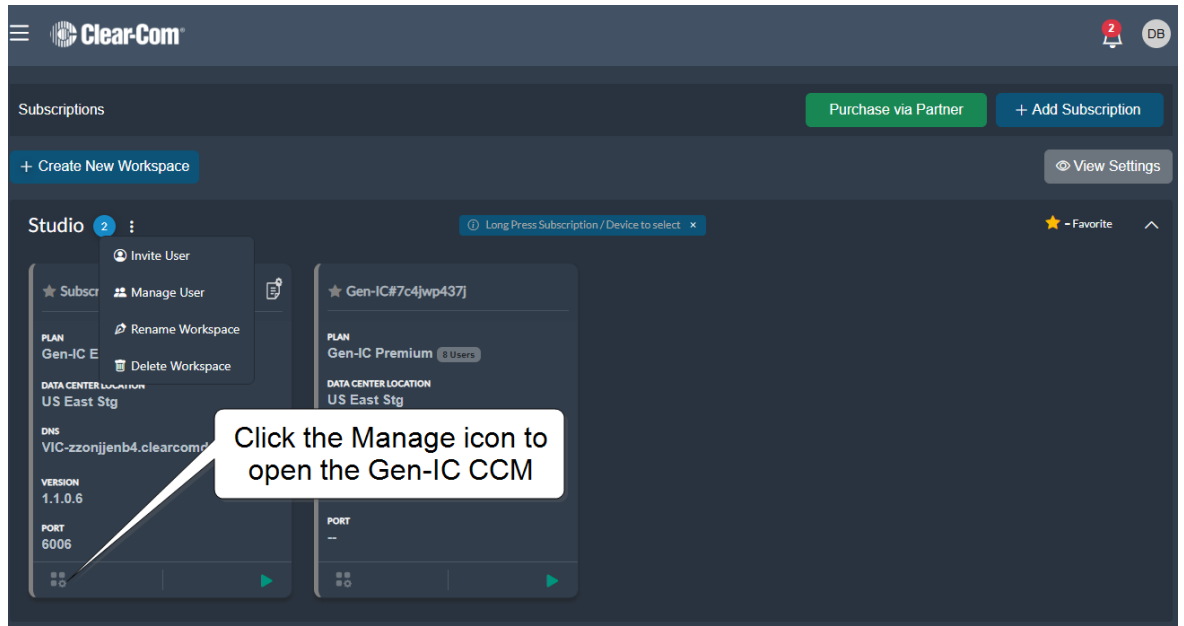 Clear-Com®
2
DB
Subscriptions
Purchase via Partner
+ Add Subscription
+ Create New Workspace
View Settings
Studio 2
Long Press Subscription / Device to select ×
- Favorite
Invite User
Manage User
Rename Workspace
Delete Workspace
Subscr
PLAN
Gen-IC E
DATA CENTER LOCATION
US East Stg
DNS
VIC-zzonjjenb4.clearcomd
VERSION
1.1.0.6
PORT
6006
Gen-IC#7c4jwp437j
PLAN
Gen-IC Premium 8 Users
DATA CENTER LOCATION
US East Stg
PORT
--
Click the Manage icon to
open the Gen-IC CCM